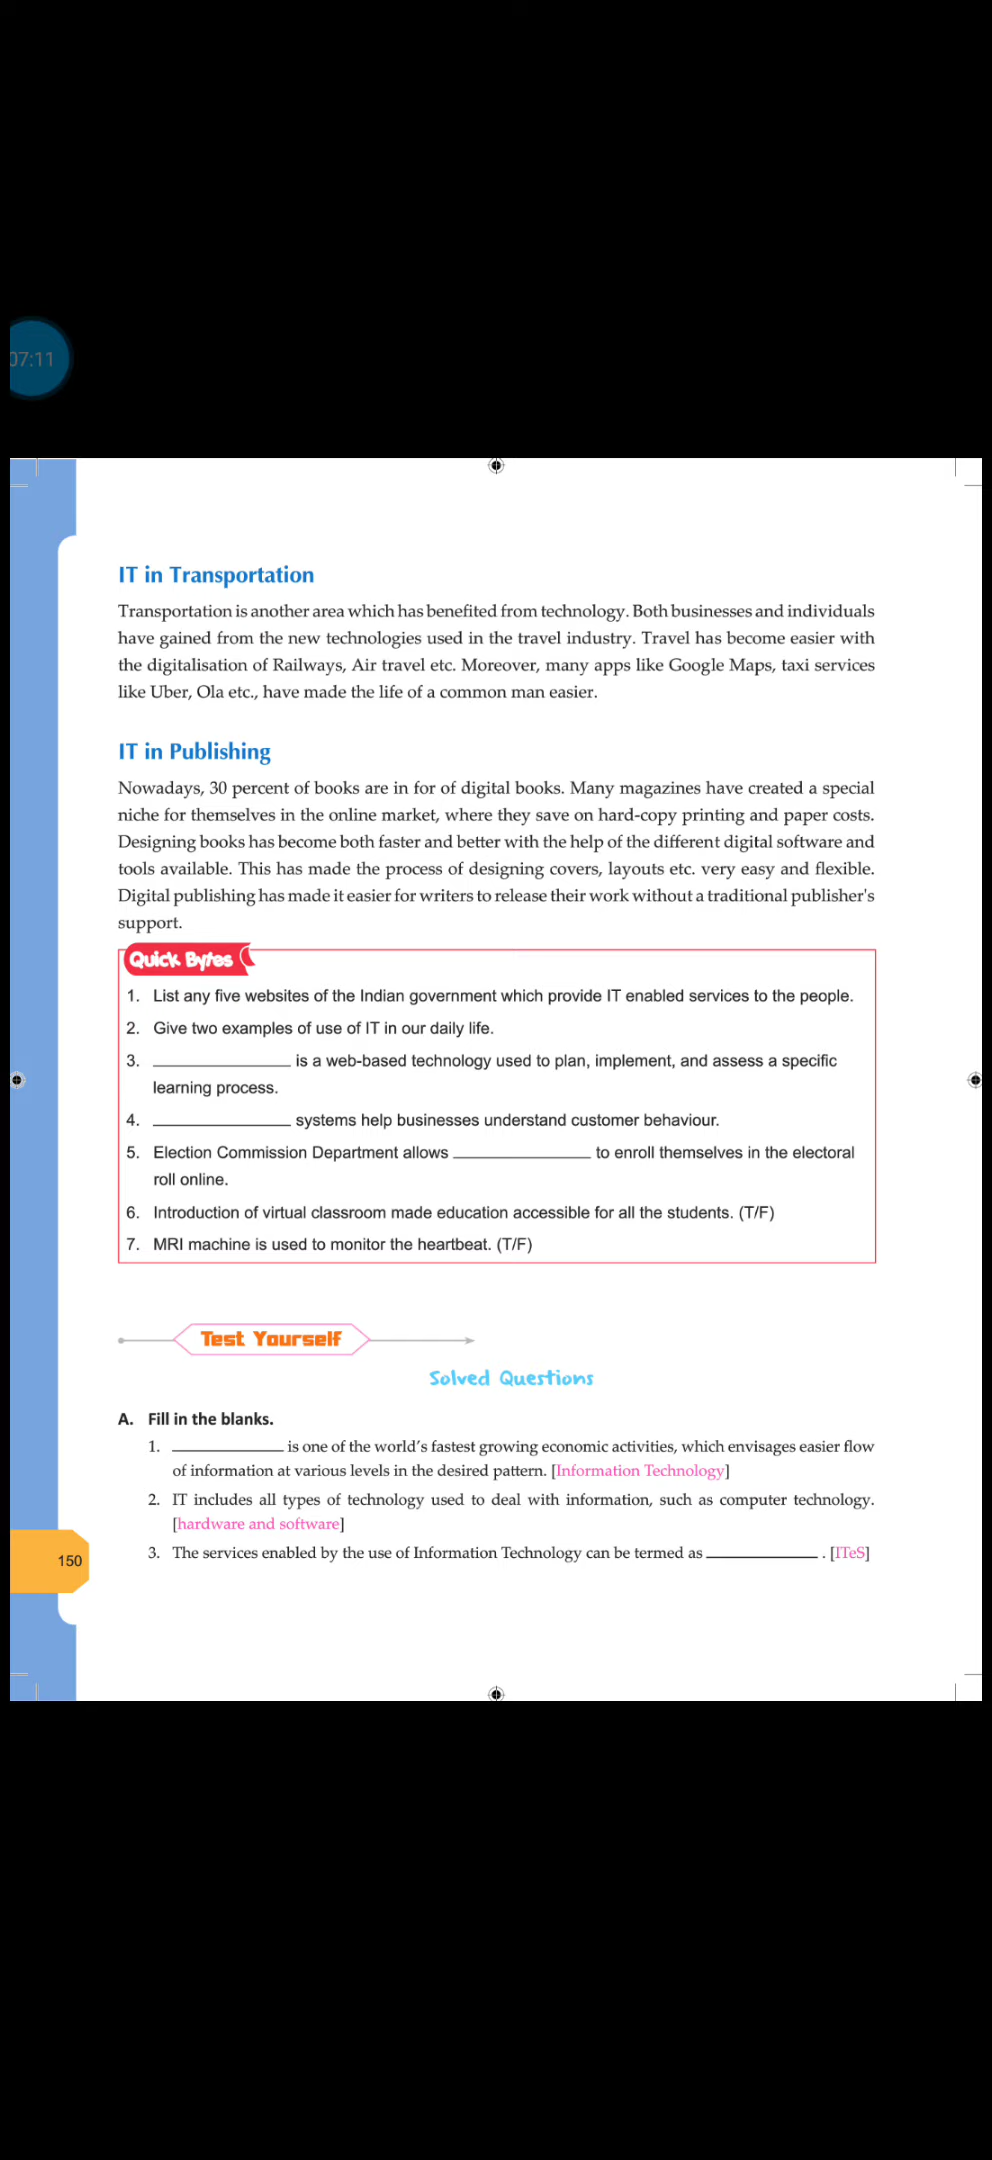 07:11
IT in Transportation
Transportation is another area which has benefited from technology. Both businesses and individuals
have gained from the new technologies used in the travel industry. Travel has become easier with
the digitalisation of Railways, Air travel etc. Moreover, many apps like Google Maps, taxi services
like Uber, Ola etc., have made the life of a common man easier.
IT in Publishing
Nowadays, 30 percent of books are in for of digital books. Many magazines have created a special
niche for themselves in the online market, where they save on hard-copy printing and paper costs.
Designing books has become both faster and better with the help of the different digital software and
tools available. This has made the process of designing covers, layouts etc. very easy and flexible.
Digital publishing has made it easier for writers to release their work without a traditional publisher's
support.
Quick Bytes
1. List any five websites of the Indian government which provide IT enabled services to the people.
2. Give two examples of use of IT in our daily life.
3. ______________ is a web-based technology used to plan, implement, and assess a specific
learning process.
4. ______________ systems help businesses understand customer behaviour.
5. Election Commission Department allows ______________ to enroll themselves in the electoral
roll online.
6. Introduction of virtual classroom made education accessible for all the students. (T/F)
7. MRI machine is used to monitor the heartbeat. (T/F)
Test Yourself
Solved Questions
A. Fill in the blanks.
1. ______________ is one of the world's fastest growing economic activities, which envisages easier flow
of information at various levels in the desired pattern. [Information Technology]
2. IT includes all types of technology used to deal with information, such as computer technology.
[hardware and software]
3. The services enabled by the use of Information Technology can be termed as ______________ . [ITeS]
150